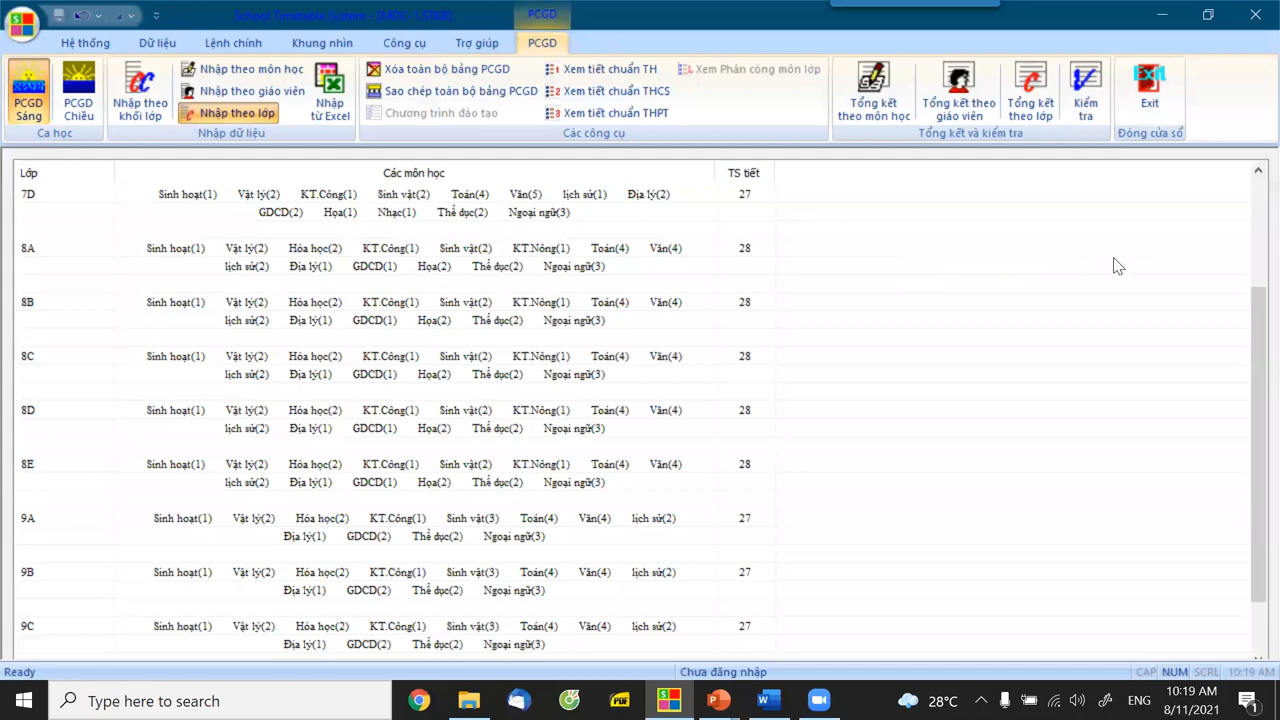 School Timetable System - [MDC - [STKB]
PCGD
Hệ thống Dữ liệu Lệnh chính Khung nhìn Công cụ Trợ giúp PCGD
PCGD Sáng
PCGD Chiều
Ca học
Nhập theo khối lớp
Nhập theo môn học
Nhập theo giáo viên
Nhập theo lớp
Nhập từ Excel
Nhập dữ liệu
Xóa toàn bộ bảng PCGD
Sao chép toàn bộ bảng PCGD
Chương trình đào tạo
Xem tiết chuẩn TH
Xem tiết chuẩn THCS
Xem tiết chuẩn THPT
Xem Phân công môn lớp
Các công cụ
Tổng kết theo môn học
Tổng kết theo giáo viên
Tổng kết theo lớp
Kiểm tra
Tổng kết và kiểm tra
Exit
Exit
Đóng cửa sổ
Lớp Các môn học TS tiết
7D Sinh hoạt(1) Vật lý(2) KT.Công(1) Sinh vật(2) Toán(4) Văn(5) lịch sử(1) Địa lý(2) 27
GDCD(2) Họa(1) Nhạc(1) Thể dục(2) Ngoại ngữ(3)
8A Sinh hoạt(1) Vật lý(2) Hóa học(2) KT.Công(1) Sinh vật(2) KT.Nông(1) Toán(4) Văn(4) 28
lịch sử(2) Địa lý(1) GDCD(1) Họa(2) Thể dục(2) Ngoại ngữ(3)
8B Sinh hoạt(1) Vật lý(2) Hóa học(2) KT.Công(1) Sinh vật(2) KT.Nông(1) Toán(4) Văn(4) 28
lịch sử(2) Địa lý(1) GDCD(1) Họa(2) Thể dục(2) Ngoại ngữ(3)
8C Sinh hoạt(1) Vật lý(2) Hóa học(2) KT.Công(1) Sinh vật(2) KT.Nông(1) Toán(4) Văn(4) 28
lịch sử(2) Địa lý(1) GDCD(1) Họa(2) Thể dục(2) Ngoại ngữ(3)
8D Sinh hoạt(1) Vật lý(2) Hóa học(2) KT.Công(1) Sinh vật(2) KT.Nông(1) Toán(4) Văn(4) 28
lịch sử(2) Địa lý(1) GDCD(1) Họa(2) Thể dục(2) Ngoại ngữ(3)
8E Sinh hoạt(1) Vật lý(2) Hóa học(2) KT.Công(1) Sinh vật(2) KT.Nông(1) Toán(4) Văn(4) 28
lịch sử(2) Địa lý(1) GDCD(1) Họa(2) Thể dục(2) Ngoại ngữ(3)
9A Sinh hoạt(1) Vật lý(2) Hóa học(2) KT.Công(1) Sinh vật(3) Toán(4) Văn(4) lịch sử(2) 27
Địa lý(1) GDCD(2) Thể dục(2) Ngoại ngữ(3)
9B Sinh hoạt(1) Vật lý(2) Hóa học(2) KT.Công(1) Sinh vật(3) Toán(4) Văn(4) lịch sử(2) 27
Địa lý(1) GDCD(2) Thể dục(2) Ngoại ngữ(3)
9C Sinh hoạt(1) Vật lý(2) Hóa học(2) KT.Công(1) Sinh vật(3) Toán(4) Văn(4) lịch sử(2) 27
Địa lý(1) GDCD(2) Thể dục(2) Ngoại ngữ(3)
Ready Chưa đăng nhập CAP NUM SCRL 10:19 AM
Type here to search
PDF
28°C ENG
10:19 AM
8/11/2021
1